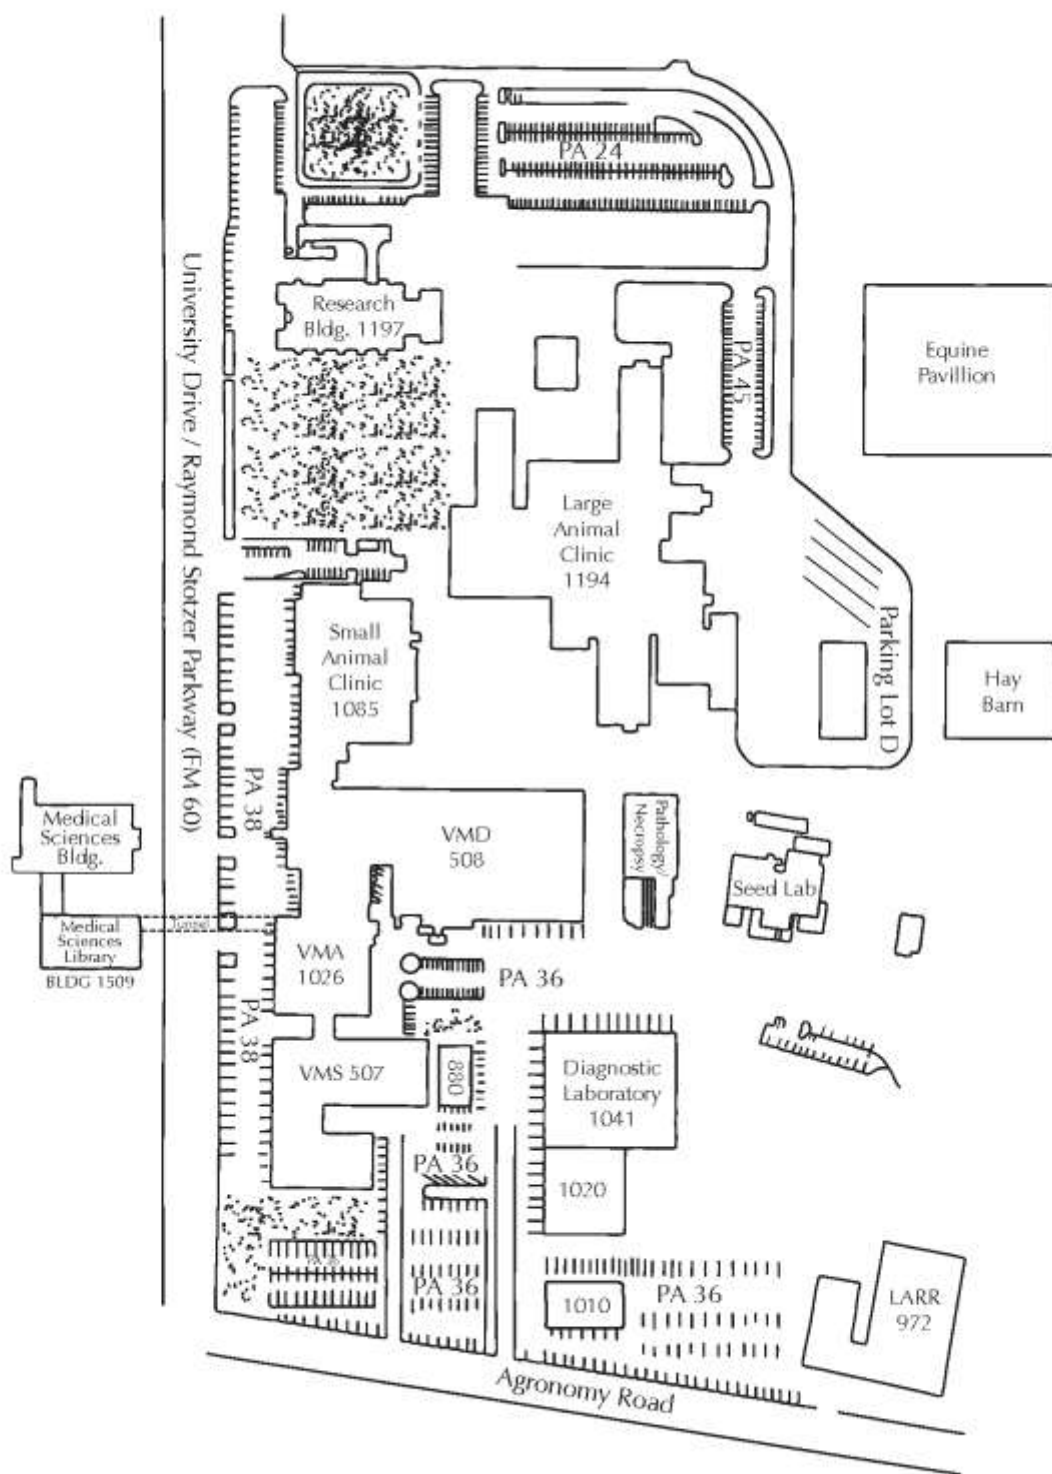 PA 24
University Drive / Raymond Stotzer Parkway (FM 60)
Research
Bldg. 1197
PA 45
Equine
Pavillion
Large
Animal
Clinic
1194
Small
Animal
Clinic
1085
Parking Lot D
Hay
Barn
PA 38
Medical
Sciences
Bldg.
VMD
508
Pathology/
Necropsy
Seed Lab
Tunnel
Medical
Sciences
Library
BLDG 1509
VMA
1026
PA 36
PA 38
VMS 507
880
Diagnostic
Laboratory
1041
PA 36
1020
PA 36
PA 36
1010
PA 36
LARR
972
Agronomy Road